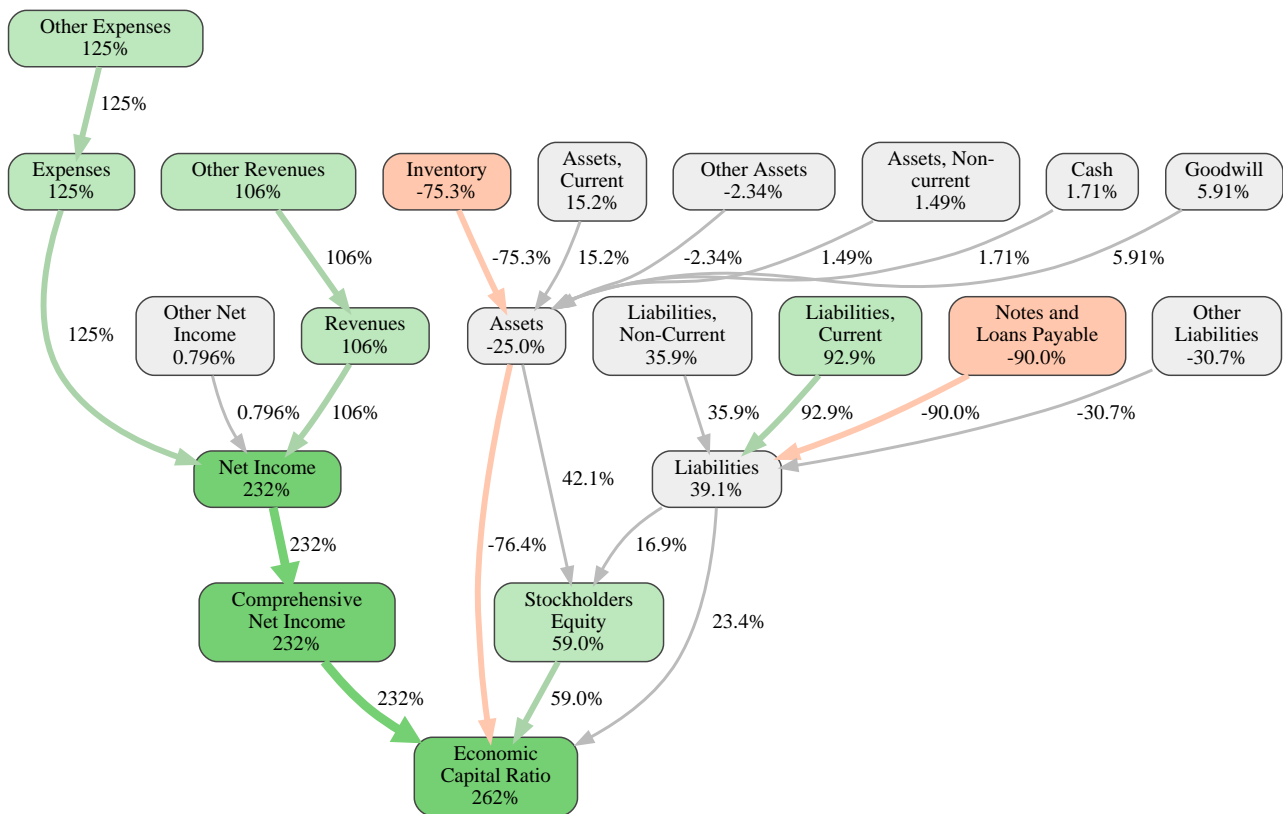 Other Expenses
125%
125%
Expenses
125%
Other Revenues
106%
Inventory
-75.3%
Assets,
Current
15.2%
Other Assets
-2.34%
Assets, Non-
current
1.49%
Cash
1.71%
Goodwill
5.91%
106%
-75.3%
15.2%
-2.34%
1.49%
1.71%
5.91%
125%
Other Net
Income
0.796%
Revenues
106%
Assets
-25.0%
Liabilities,
Non-Current
35.9%
Liabilities,
Current
92.9%
Notes and
Loans Payable
-90.0%
Other
Liabilities
-30.7%
0.796%
106%
35.9%
92.9%
-90.0%
-30.7%
Net Income
232%
42.1%
Liabilities
39.1%
232%
-76.4%
16.9%
Comprehensive
Net Income
232%
Stockholders
Equity
59.0%
23.4%
232%
59.0%
Economic
Capital Ratio
262%